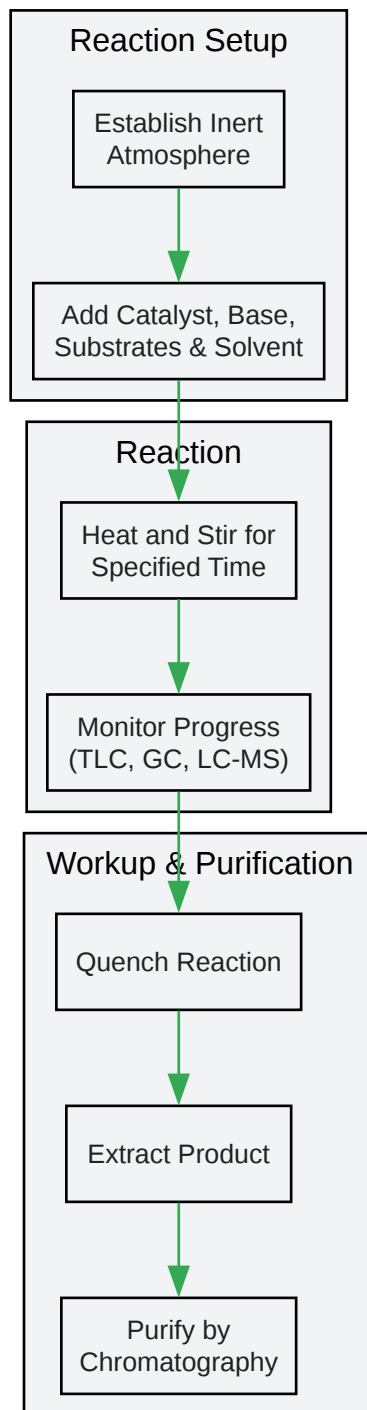 Reaction Setup
Establish Inert
Atmosphere
Add Catalyst, Base,
Substrates & Solvent
Reaction
Heat and Stir for
Specified Time
Monitor Progress
(TLC, GC, LC-MS)
Workup & Purification
Quench Reaction
Extract Product
Purify by
Chromatography